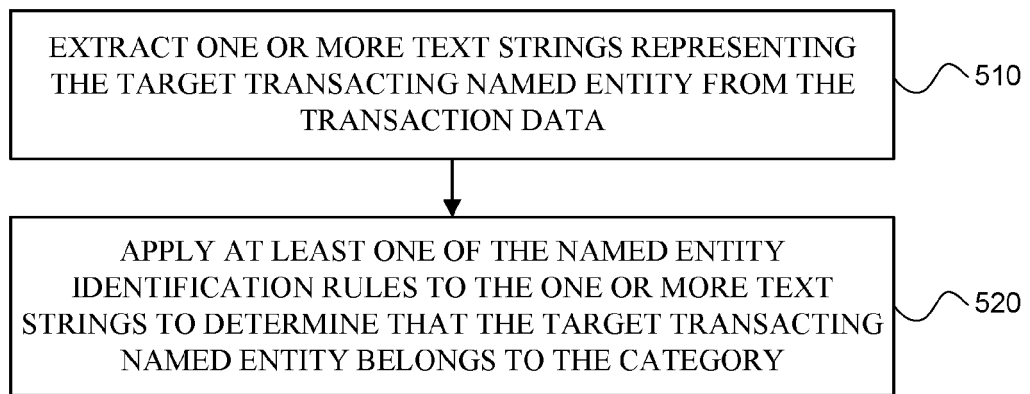 EXTRACT ONE OR MORE TEXT STRINGS REPRESENTING
THE TARGET TRANSACTING NAMED ENTITY FROM THE
TRANSACTION DATA
510
APPLY AT LEAST ONE OF THE NAMED ENTITY
IDENTIFICATION RULES TO THE ONE OR MORE TEXT
STRINGS TO DETERMINE THAT THE TARGET TRANSACTING
NAMED ENTITY BELONGS TO THE CATEGORY
520